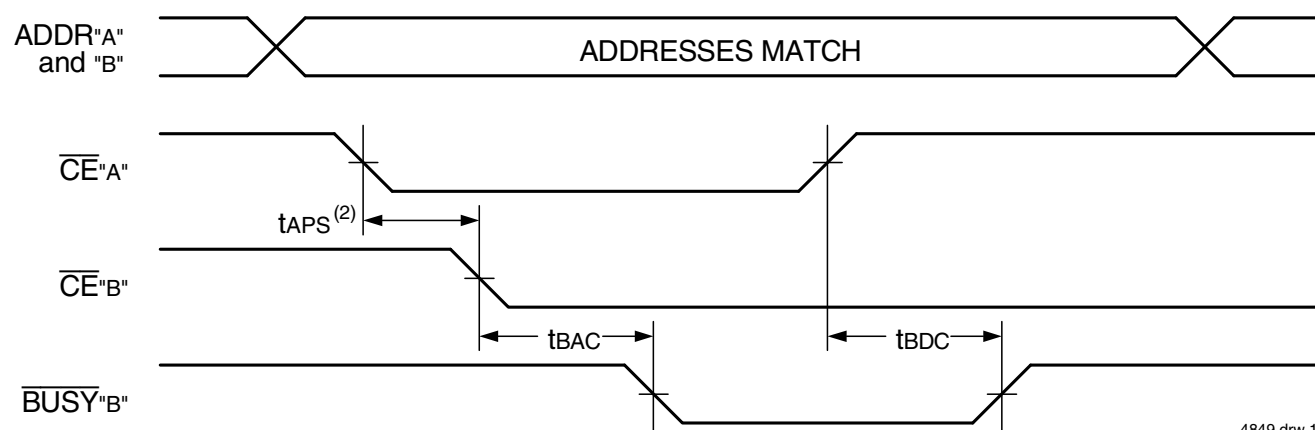 ADDR"A"
and "B"
ADDRESSES MATCH
CE"A"
tAPS (2)
CE"B"
tBAC
tBDC
BUSY"B"